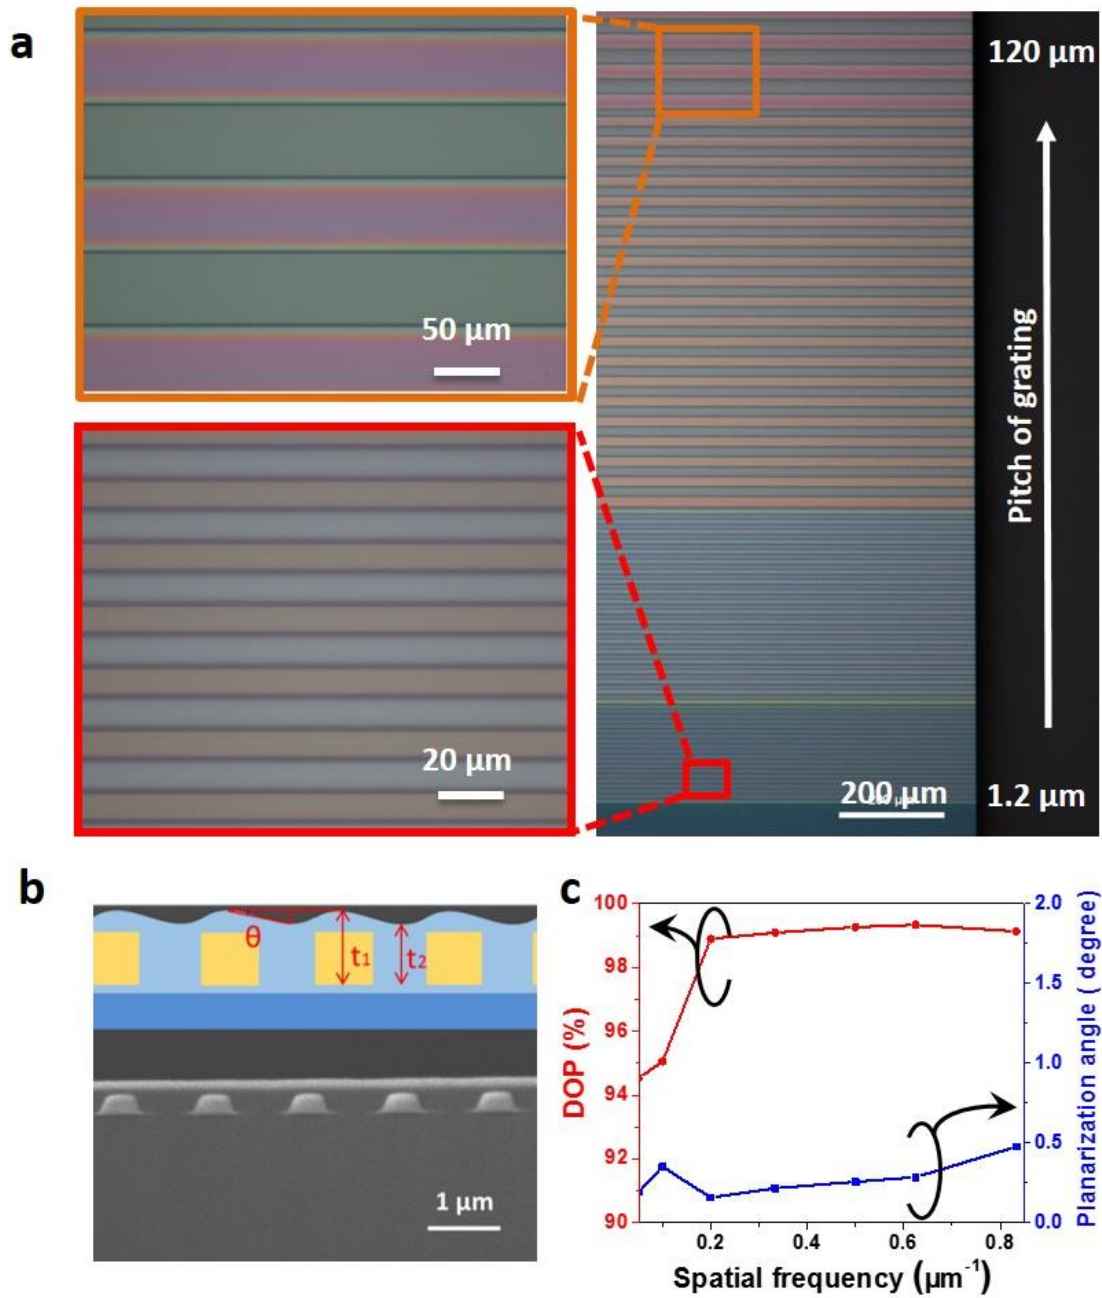 a
120 µm
50 µm
Pitch of grating
20 µm
200 µm
1.2 µm
b
θ
t1
t2
1 µm
c
100
98
96
94
92
90
DOP (%)
2.0
1.5
1.0
0.5
0.0
Planarization angle ( degree)
0.2
0.4
0.6
0.8
Spatial frequency (µm-1)